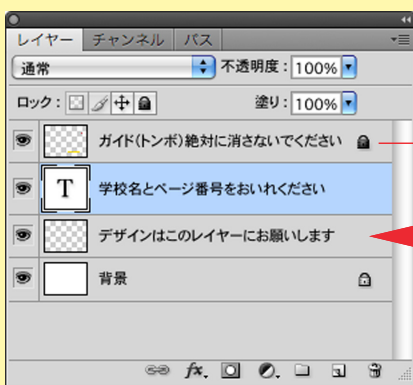 レイヤー チャンネル パス
通常 不透明度: 100%
ロック: 塗り: 100%
ガイド(トンボ)絶対に消さないでください
T 学校名とページ番号をおいれください
デザインはこのレイヤーにお願いします
背景
fx.